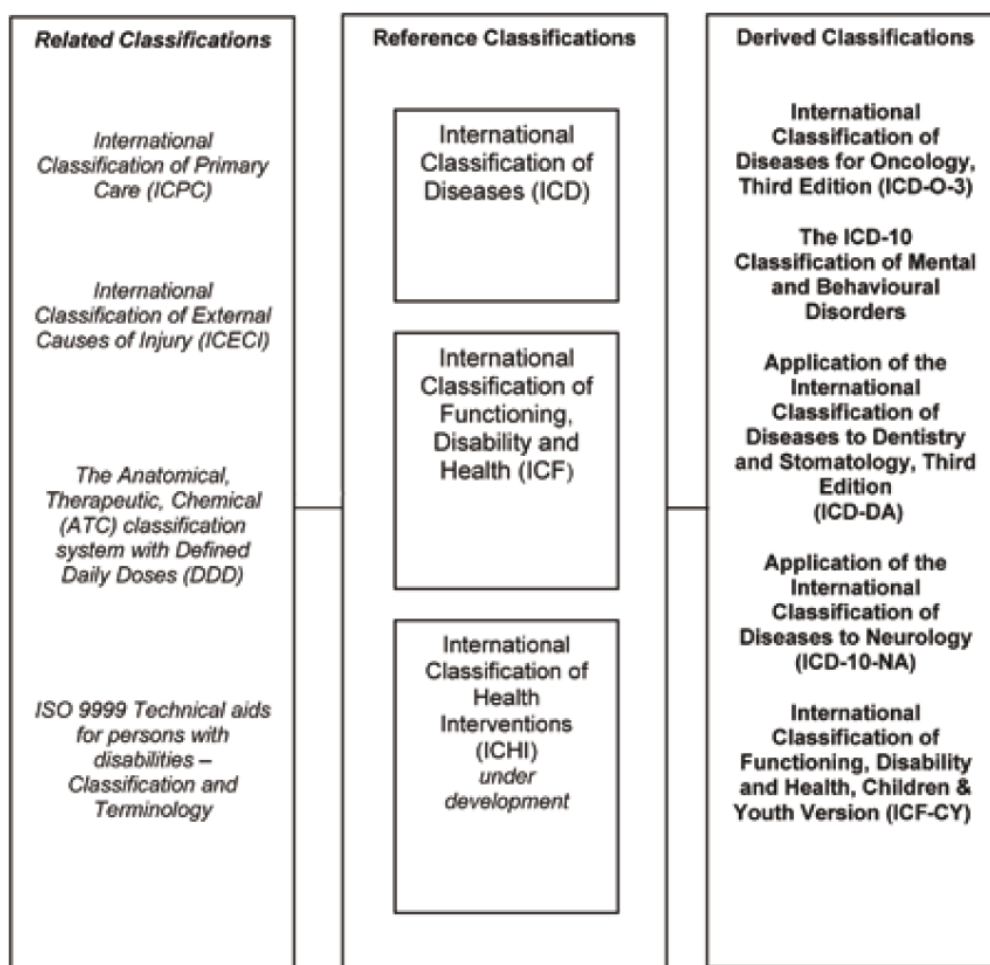 Related Classifications
International
Classification of Primary
Care (ICPC)
International
Classification of External
Causes of Injury (ICECI)
The Anatomical,
Therapeutic, Chemical
(ATC) classification
system with Defined
Daily Doses (DDD)
ISO 9999 Technical aids
for persons with
disabilities –
Classification and
Terminology
Reference Classifications
International
Classification of
Diseases (ICD)
International
Classification of
Functioning,
Disability and
Health (ICF)
International
Classification of
Health
Interventions
(ICHI)
under
development
Derived Classifications
International
Classification of
Diseases for Oncology,
Third Edition (ICD-O-3)
The ICD-10
Classification of Mental
and Behavioural
Disorders
Application of the
International
Classification of
Diseases to Dentistry
and Stomatology, Third
Edition
(ICD-DA)
Application of the
International
Classification of
Diseases to Neurology
(ICD-10-NA)
International
Classification of
Functioning, Disability
and Health, Children &
Youth Version (ICF-CY)